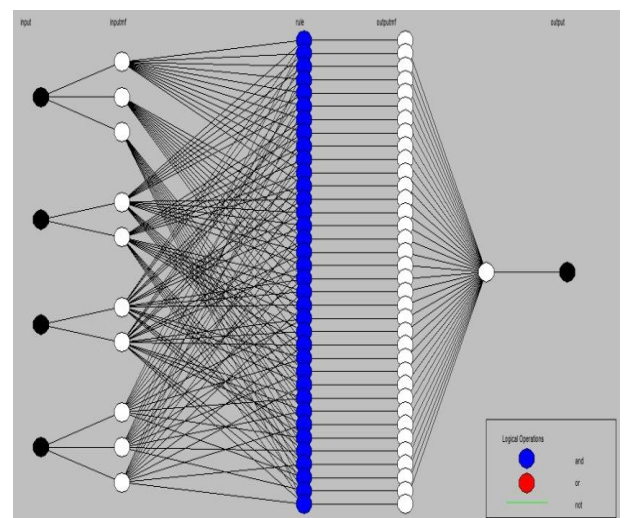 input inputmf rule outputmf output
Logical Operations
and
or
not